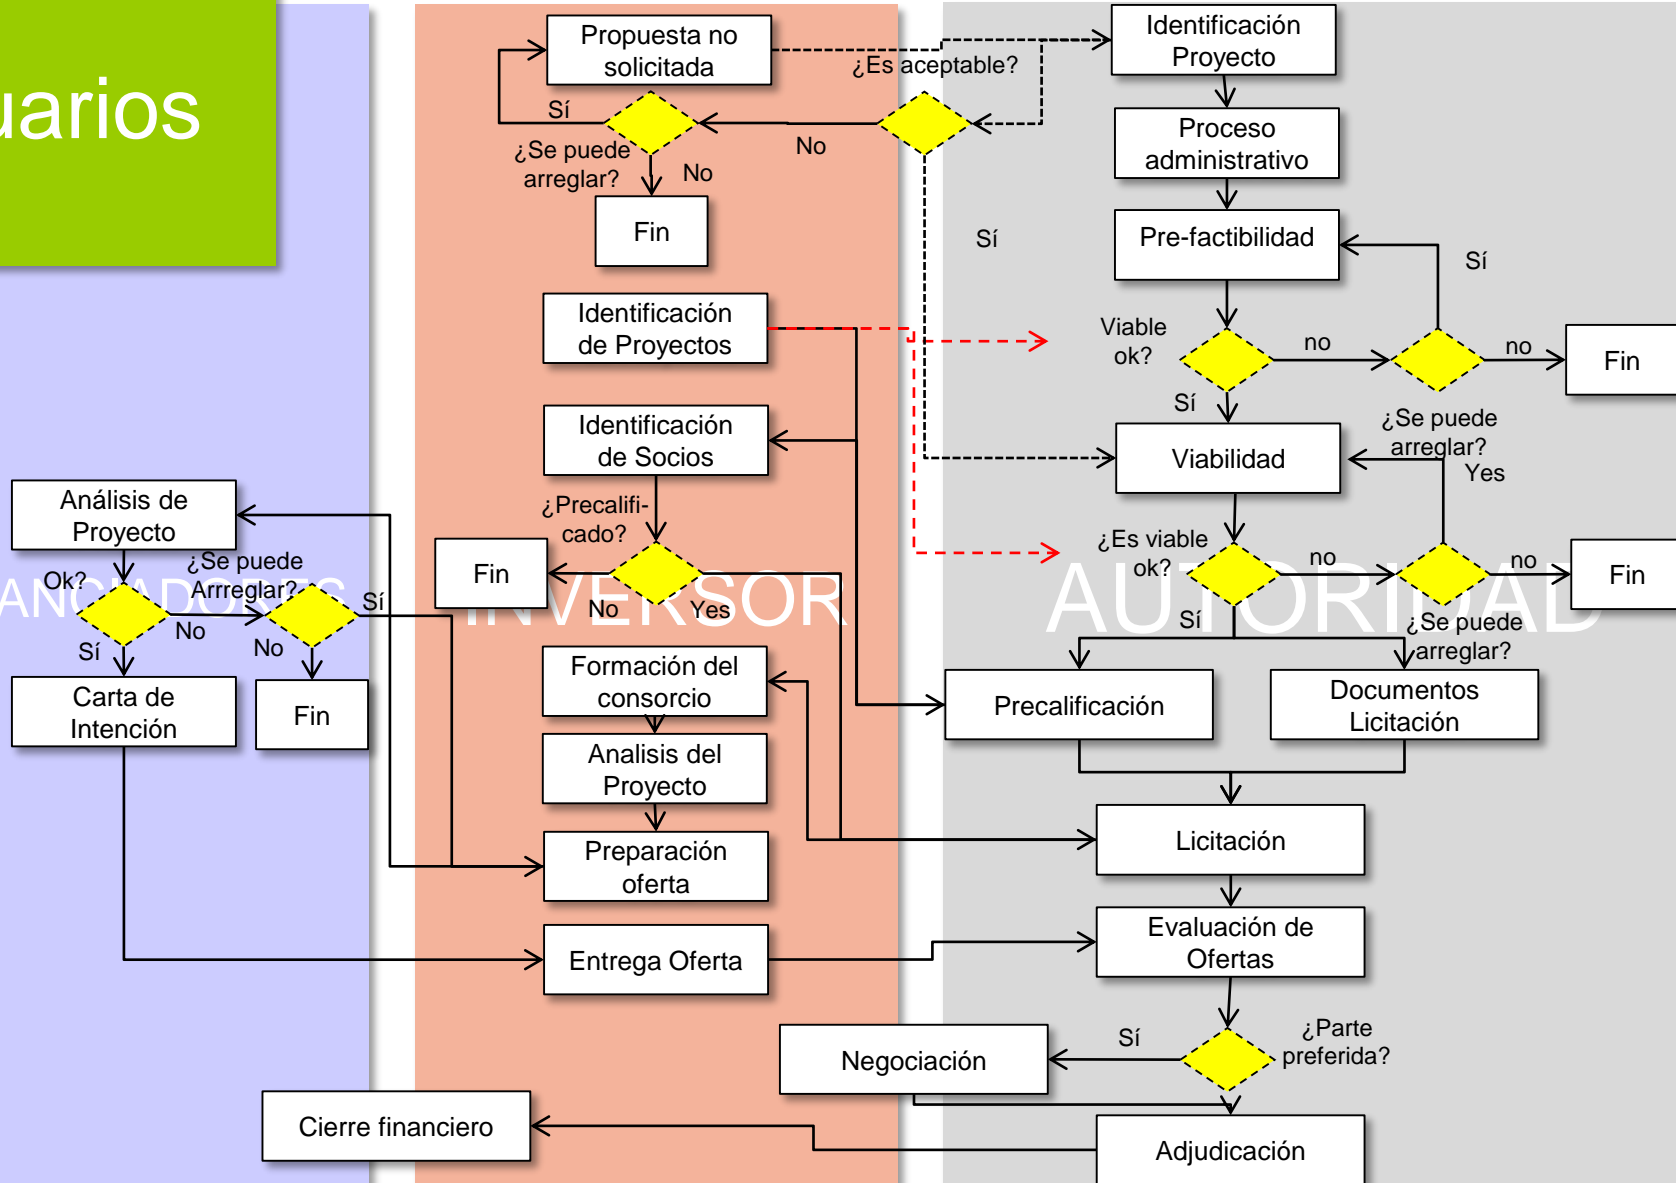 uarios
Propuesta no
solicitada
¿Es aceptable?
Identificación
Proyecto
Sí
¿Se puede
arreglar?
No
No
Proceso
administrativo
Fin
Sí
Pre-factibilidad
Sí
Identificación
de Proyectos
Viable
ok?
no
no
Fin
Sí
Identificación
de Socios
¿Se puede
arreglar?
Yes
Viabilidad
Análisis de
Proyecto
¿Precalifi-
cado?
¿Es viable
ok?
no
no
Fin
Ok?
¿Se puede
Arrreglar?
Sí
Fin
No
Yes
ANCIADORES
INVERSOR
AUTORIDAD
No
No
Sí
Sí
¿Se puede
arreglar?
Carta de
Intención
Fin
Formación del
consorcio
Precalificación
Documentos
Licitación
Analisis del
Proyecto
Preparación
oferta
Licitación
Entrega Oferta
Evaluación de
Ofertas
Negociación
Sí
¿Parte
preferida?
Cierre financiero
Adjudicación